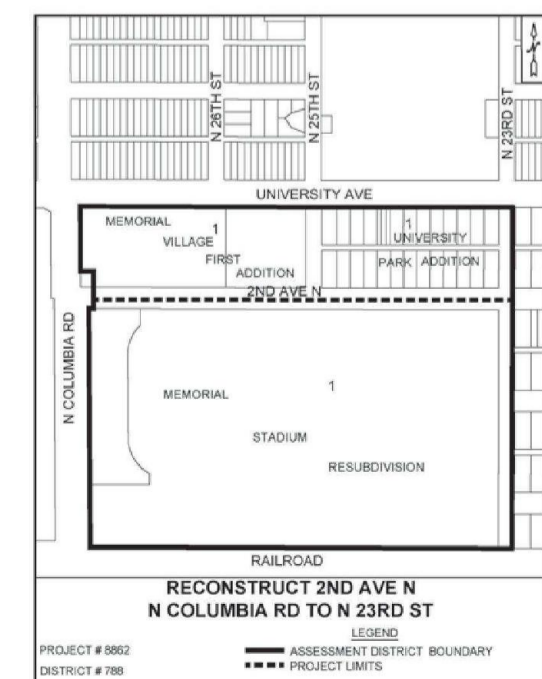 N 26TH ST
N 25TH ST
N 23RD ST
N
UNIVERSITY AVE
MEMORIAL
1
VILLAGE
FIRST
ADDITION
1
UNIVERSITY
PARK ADDITION
2ND AVE N
N COLUMBIA RD
MEMORIAL
1
STADIUM
RESUBDIVISION
RAILROAD
RECONSTRUCT 2ND AVE N
N COLUMBIA RD TO N 23RD ST
LEGEND
PROJECT # 8862
ASSESSMENT DISTRICT BOUNDARY
DISTRICT # 788
PROJECT LIMITS